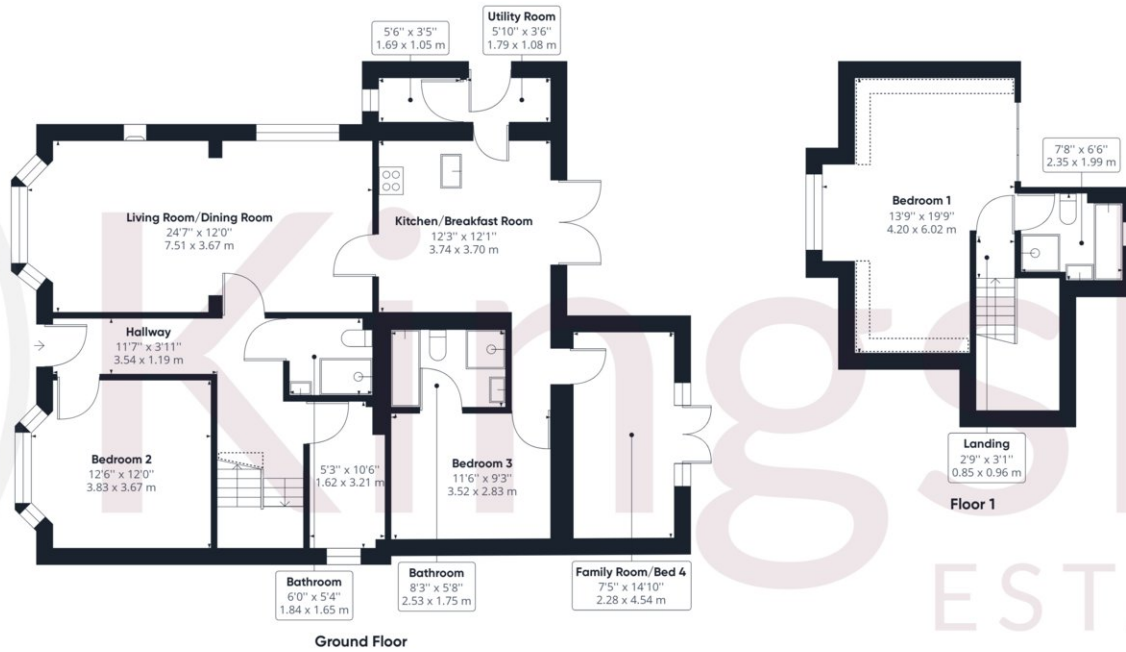 5'6" x 3'5"
1.69 x 1.05 m
Utility Room
5'10" x 3'6"
1.79 x 1.08 m
Living Room/Dining Room
24'7" x 12'0"
7.51 x 3.67 m
Kitchen/Breakfast Room
12'3" x 12'1"
3.74 x 3.70 m
Hallway
11'7" x 3'11"
3.54 x 1.19 m
Bedroom 2
12'6" x 12'0"
3.83 x 3.67 m
5'3" x 10'6"
1.62 x 3.21 m
Bedroom 3
11'6" x 9'3"
3.52 x 2.83 m
Bathroom
6'0" x 5'4"
1.84 x 1.65 m
Bathroom
8'3" x 5'8"
2.53 x 1.75 m
Family Room/Bed 4
7'5" x 14'10"
2.28 x 4.54 m
Ground Floor
Bedroom 1
13'9" x 19'9"
4.20 x 6.02 m
7'8" x 6'6"
2.35 x 1.99 m
Landing
2'9" x 3'1"
0.85 x 0.96 m
Floor 1
Kings
EST